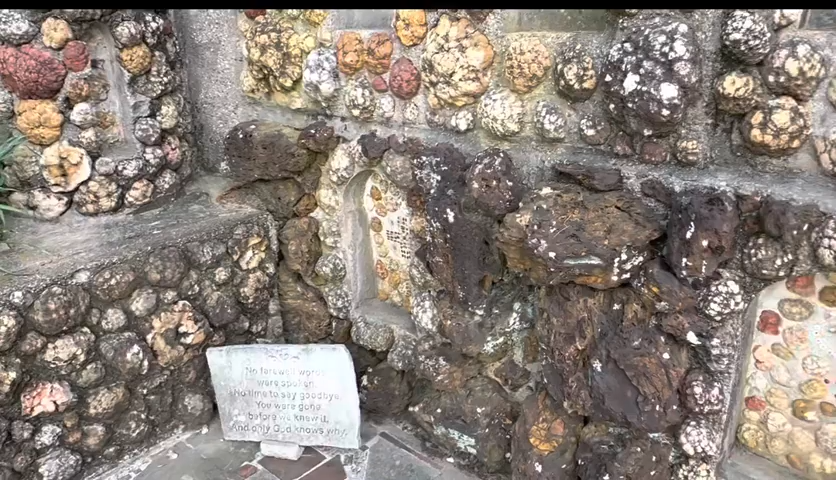 No farewell words
were spoken,
No time to say goodbye.
You were gone
before we knew it,
And only God knows why.